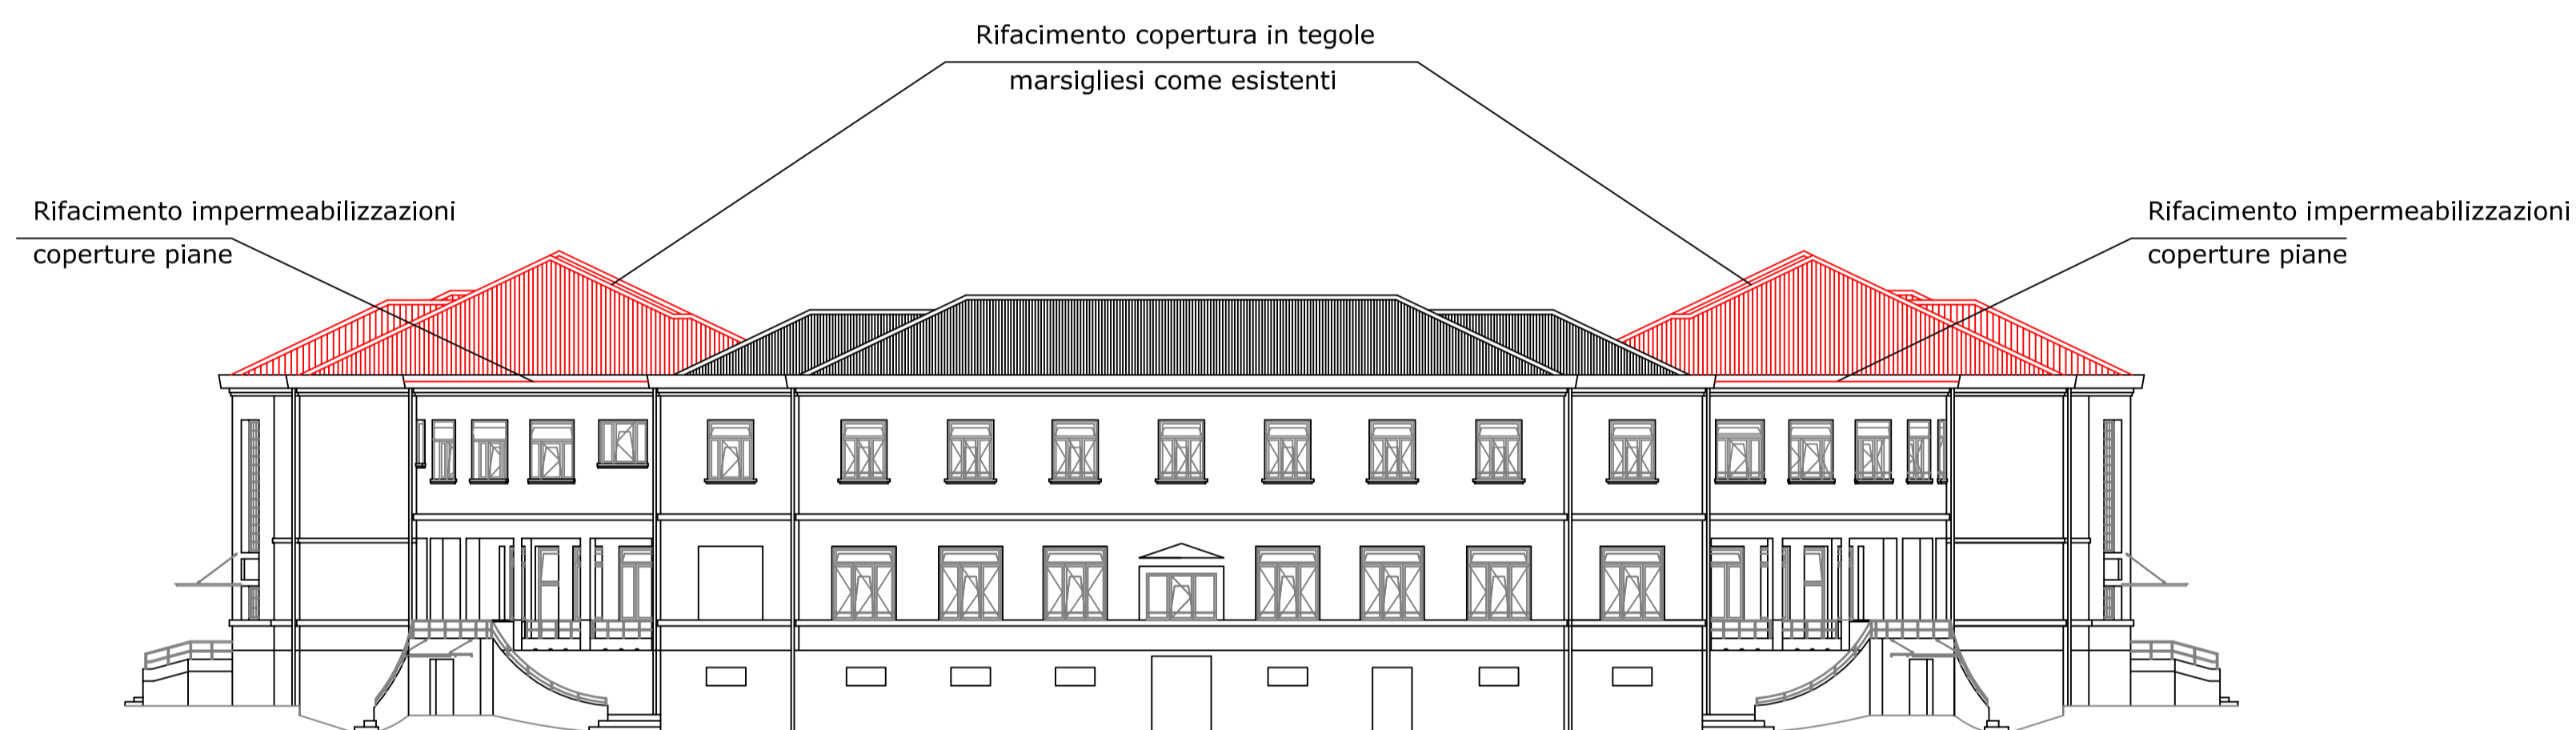 Rifacimento copertura in tegole
marsigliesi come esistenti
Rifacimento impermeabilizzazioni
coperture piane
Rifacimento impermeabilizzazioni
coperture piane